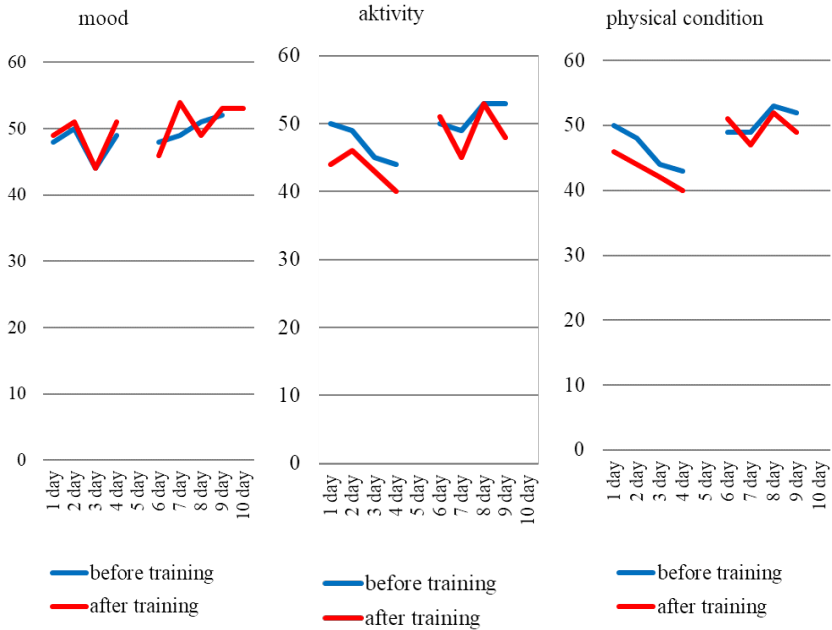 mood
60
50
40
30
20
10
0
1 day
2 day
3 day
4 day
5 day
6 day
7 day
8 day
9 day
10 day
before training
after training
aktivity
60
50
40
30
20
10
0
1 day
2 day
3 day
4 day
5 day
6 day
7 day
8 day
9 day
10 day
before training
after training
physical condition
60
50
40
30
20
10
0
1 day
2 day
3 day
4 day
5 day
6 day
7 day
8 day
9 day
10 day
before training
after training